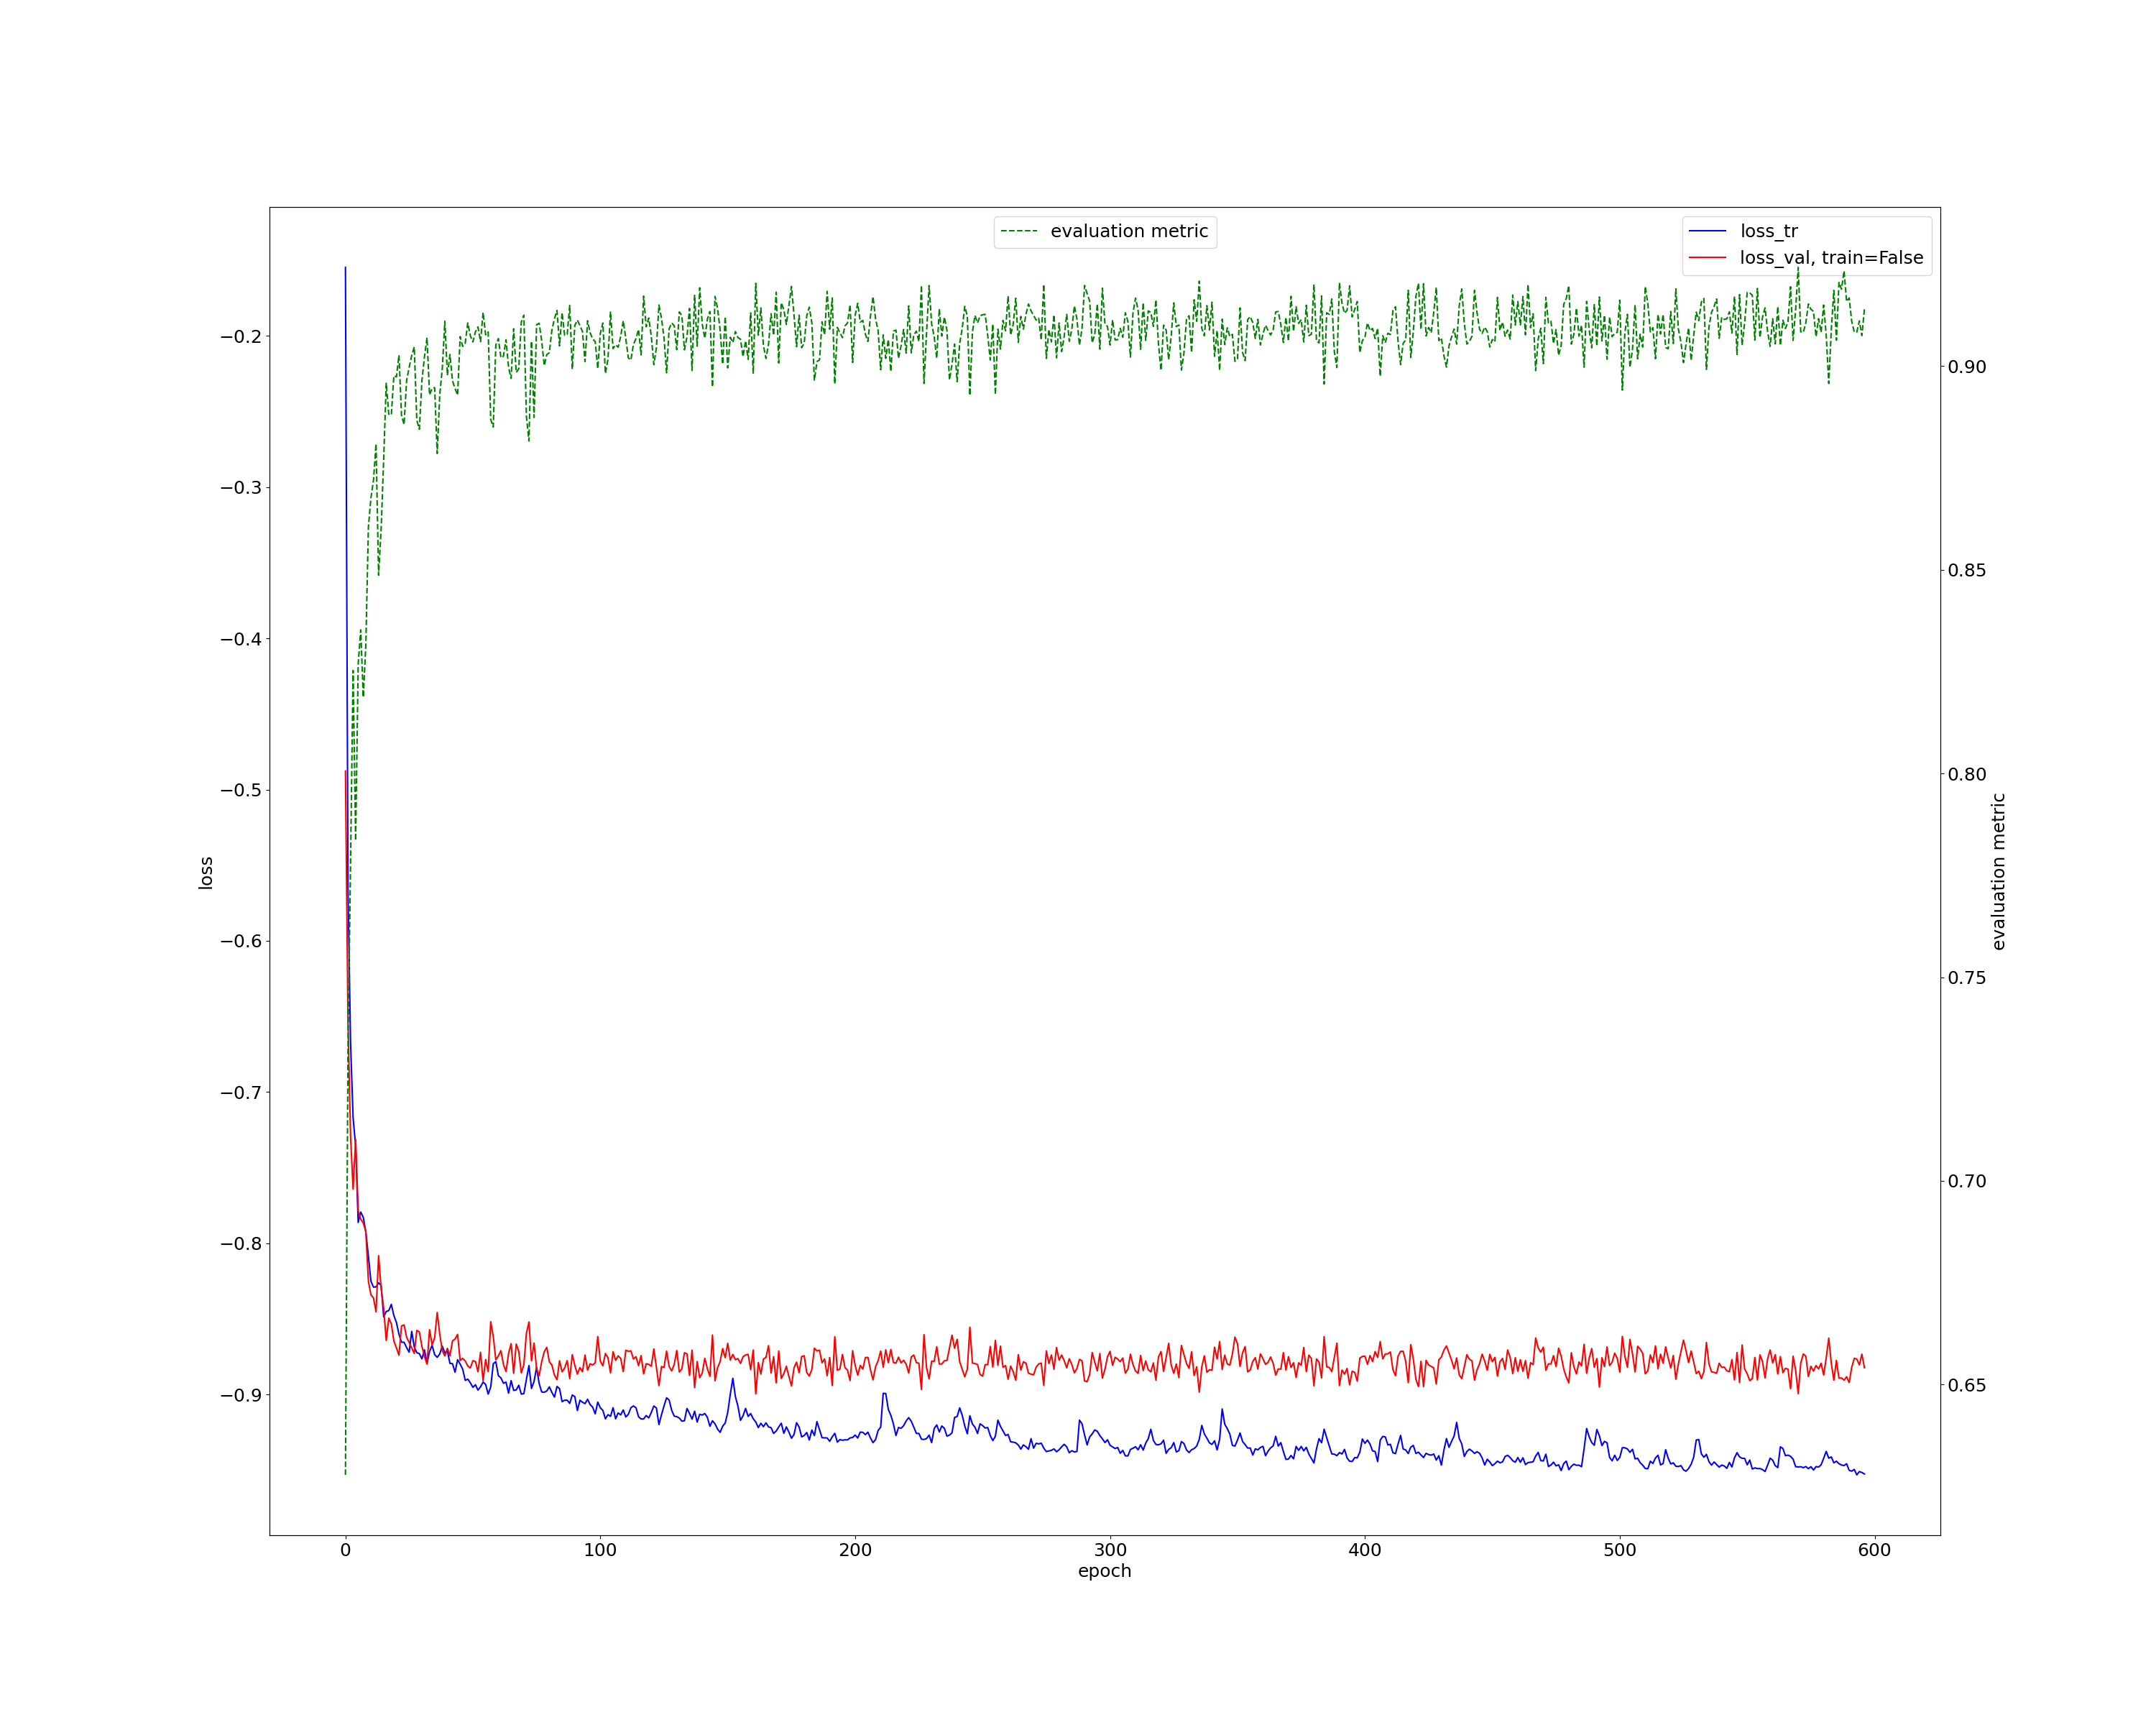 evaluation metric
loss_tr
loss_val, train=False
−0.2
−0.3
−0.4
−0.5
−0.6
−0.7
−0.8
−0.9
loss
0.90
0.85
0.80
0.75
0.70
0.65
evaluation metric
0 100 200 300 400 500 600
epoch